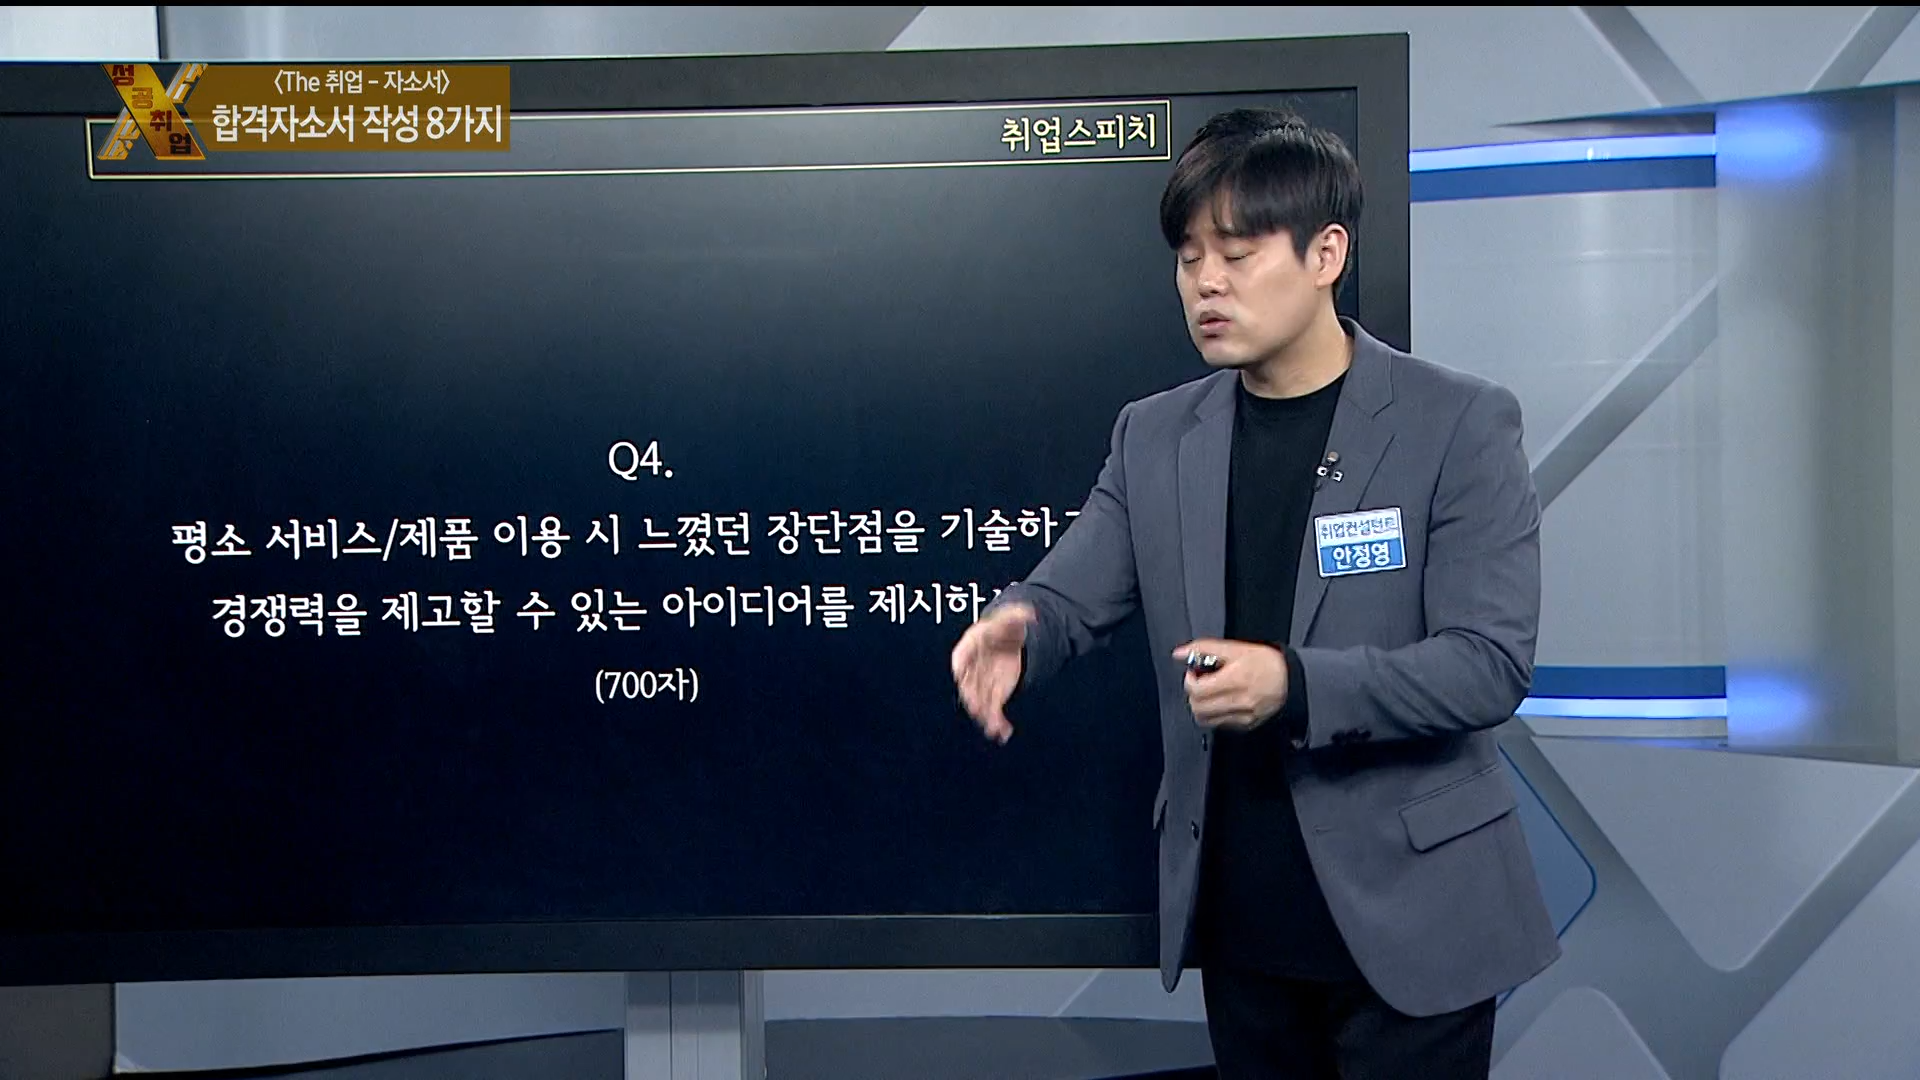 성공취업
〈The 취업 - 자소서〉
합격자소서 작성 8가지
취업스피치
Q4.
평소 서비스/제품 이용 시 느꼈던 장단점을 기술하
경쟁력을 제고할 수 있는 아이디어를 제시하
(700자)
취업컨설턴트
안정영